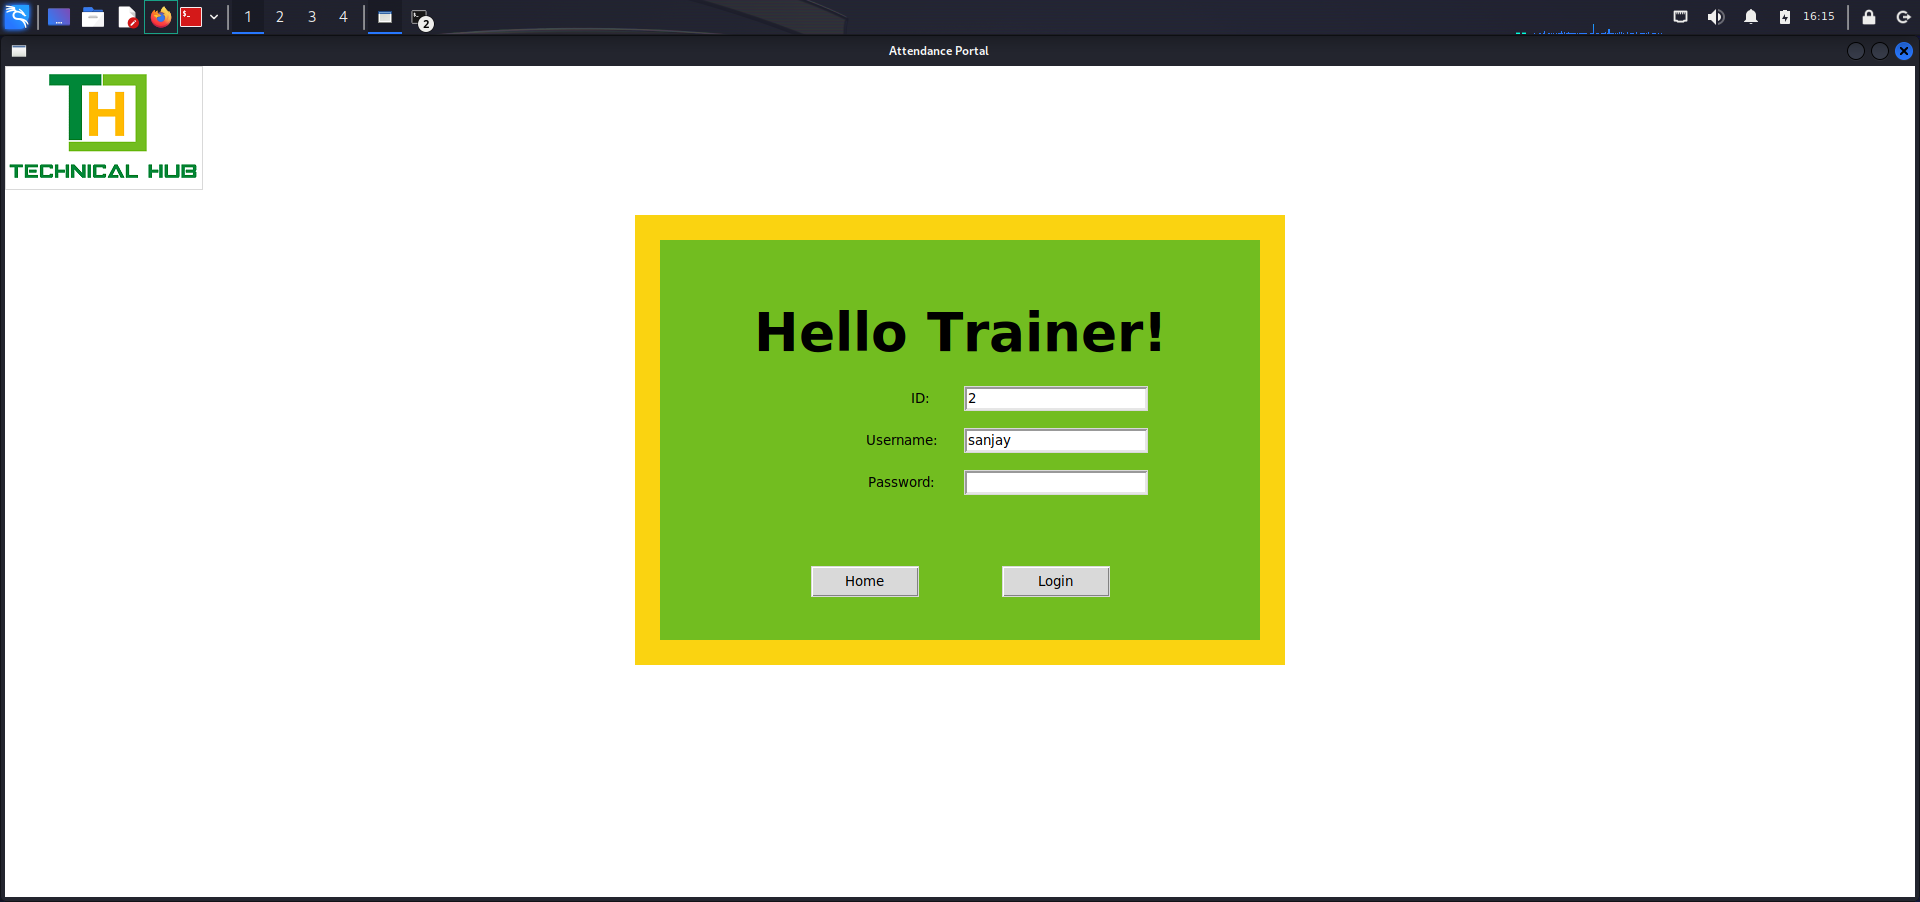 1 2 3 4 2 16:15
Attendance Portal
TH
TECHNICAL HUB
Hello Trainer!
ID: 2
Username: sanjay
Password:
Home Login